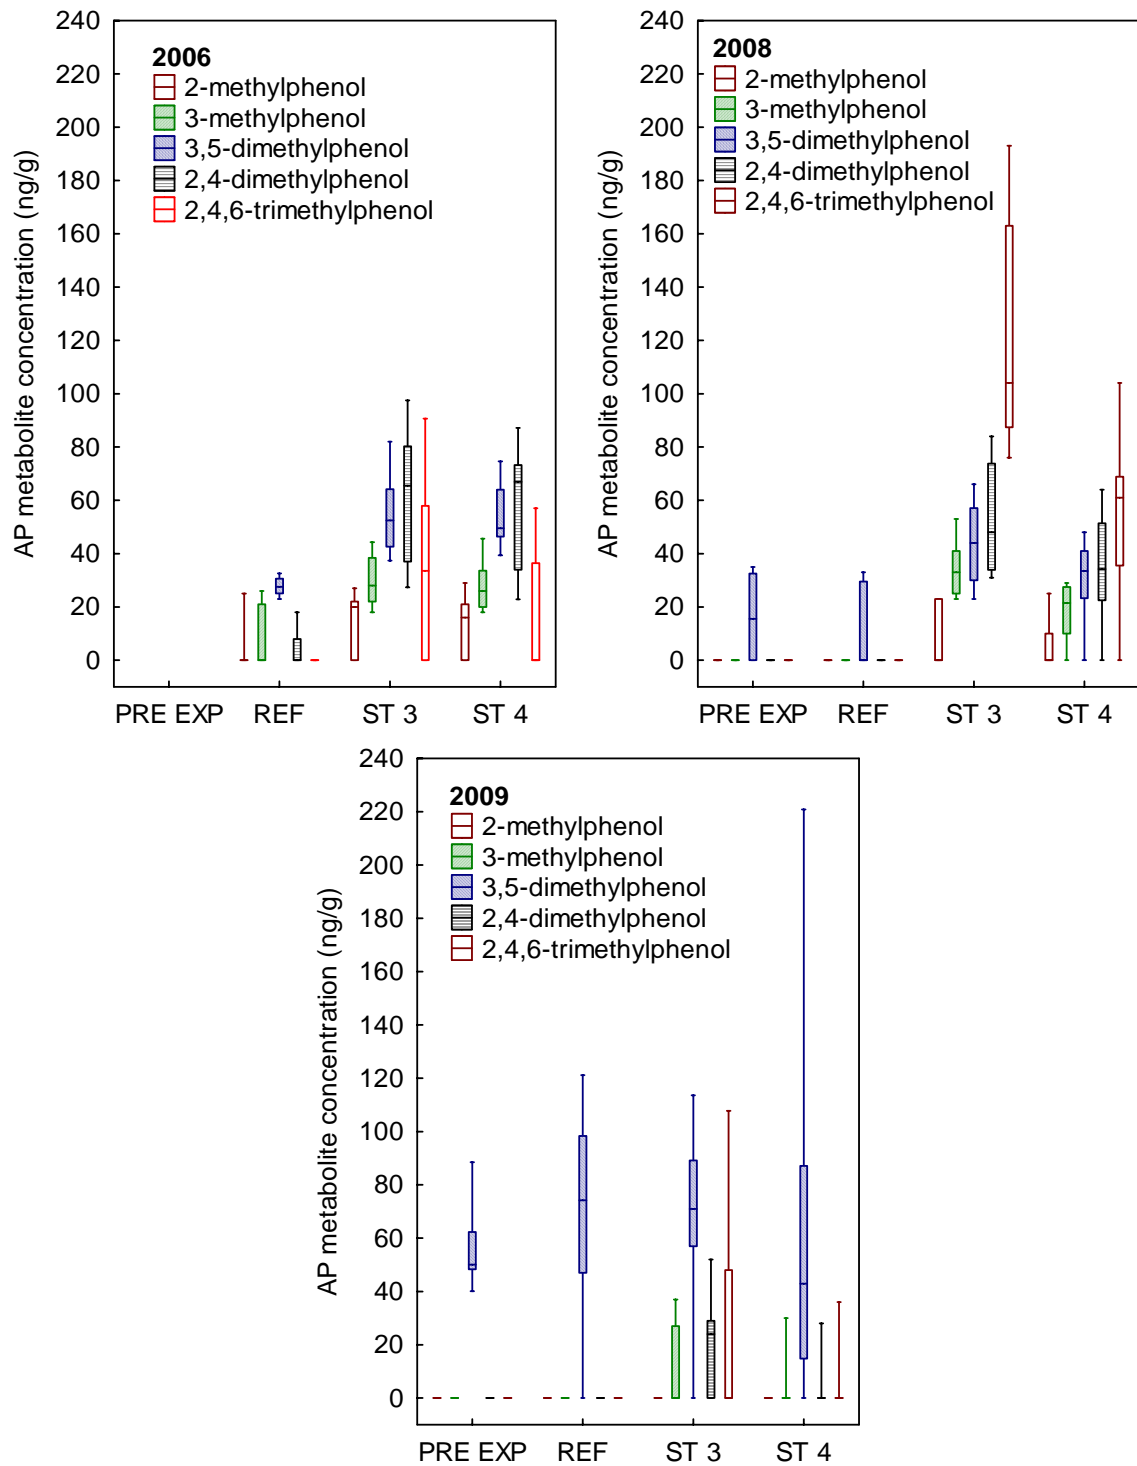 2006
2-methylphenol
3-methylphenol
3,5-dimethylphenol
2,4-dimethylphenol
2,4,6-trimethylphenol
AP metabolite concentration (ng/g)
240
220
200
180
160
140
120
100
80
60
40
20
0
PRE EXP REF ST 3 ST 4
2008
2-methylphenol
3-methylphenol
3,5-dimethylphenol
2,4-dimethylphenol
2,4,6-trimethylphenol
AP metabolite concentration (ng/g)
240
220
200
180
160
140
120
100
80
60
40
20
0
PRE EXP REF ST 3 ST 4
2009
2-methylphenol
3-methylphenol
3,5-dimethylphenol
2,4-dimethylphenol
2,4,6-trimethylphenol
AP metabolite concentration (ng/g)
240
220
200
180
160
140
120
100
80
60
40
20
0
PRE EXP REF ST 3 ST 4